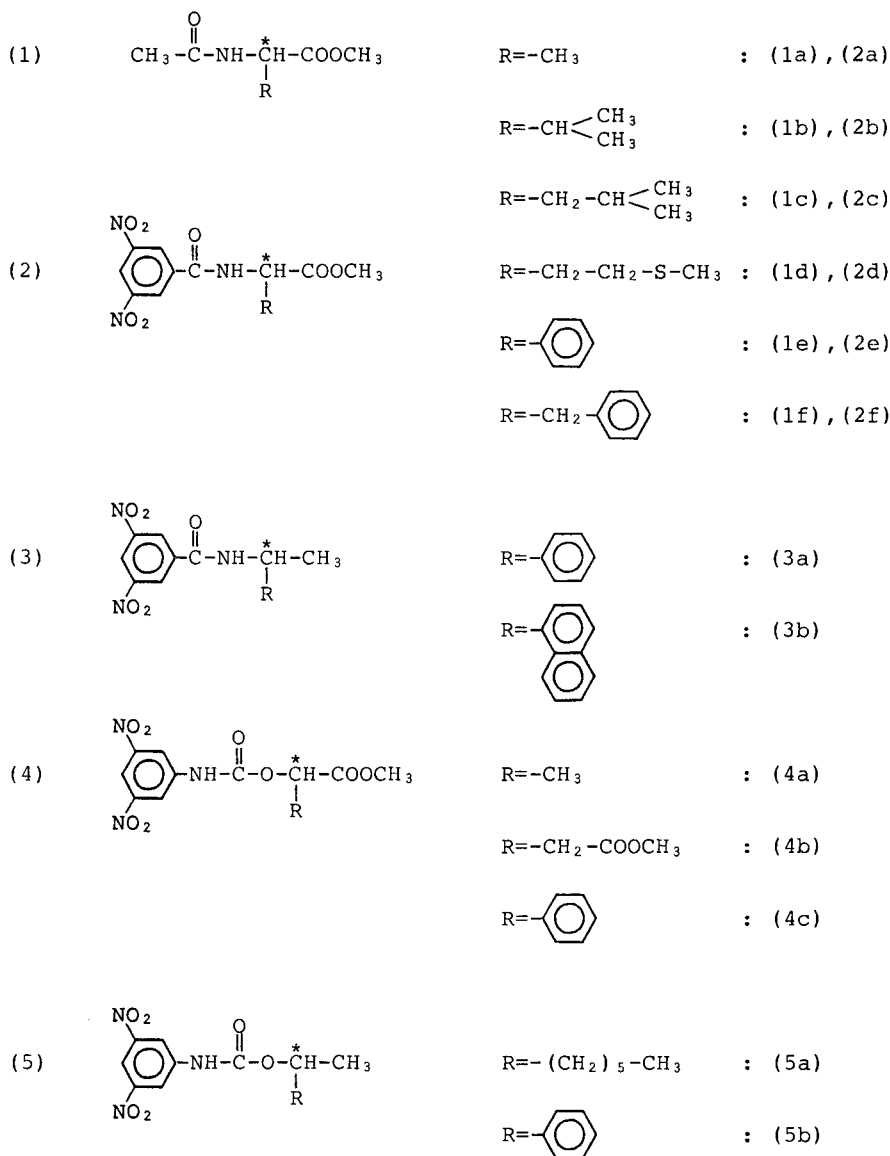 (1)
O
CH₃-C-NH-CH-COOCH₃
*
R
R=-CH₃ : (1a),(2a)
R=-CH CH₃ CH₃ : (1b),(2b)
R=-CH₂-CH CH₃ CH₃ : (1c),(2c)
(2)
NO₂
O
C-NH-CH-COOCH₃
*
R
NO₂
R=-CH₂-CH₂-S-CH₃ : (1d),(2d)
R= : (1e),(2e)
R=-CH₂- : (1f),(2f)
(3)
NO₂
O
C-NH-CH-CH₃
*
R
NO₂
R= : (3a)
R= : (3b)
(4)
NO₂
O
NH-C-O-CH-COOCH₃
*
R
NO₂
R=-CH₃ : (4a)
R=-CH₂-COOCH₃ : (4b)
R= : (4c)
(5)
NO₂
O
NH-C-O-CH-CH₃
*
R
NO₂
R=-(CH₂)₅-CH₃ : (5a)
R= : (5b)